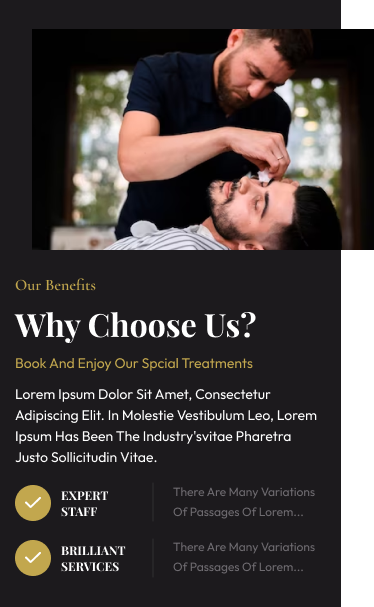 Our Benefits
Why Choose Us?
Book And Enjoy Our Spcial Treatments
Lorem Ipsum Dolor Sit Amet, Consectetur
Adipiscing Elit. In Molestie Vestibulum Leo, Lorem
Ipsum Has Been The Industry'svitae Pharetra
Justo Sollicitudin Vitae.
EXPERT
STAFF
There Are Many Variations
Of Passages Of Lorem...
BRILLIANT
SERVICES
There Are Many Variations
Of Passages Of Lorem...